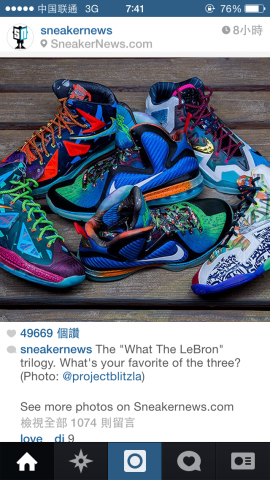 中国联通 3G 7:41 76%
sneakernews 8小時
SneakerNews.com
49669 個讚
sneakernews The "What The LeBron"
trilogy. What's your favorite of the three?
(Photo: @projectblitzla)
See more photos on Sneakernews.com
檢視全部 1074 則留言
love__di 9